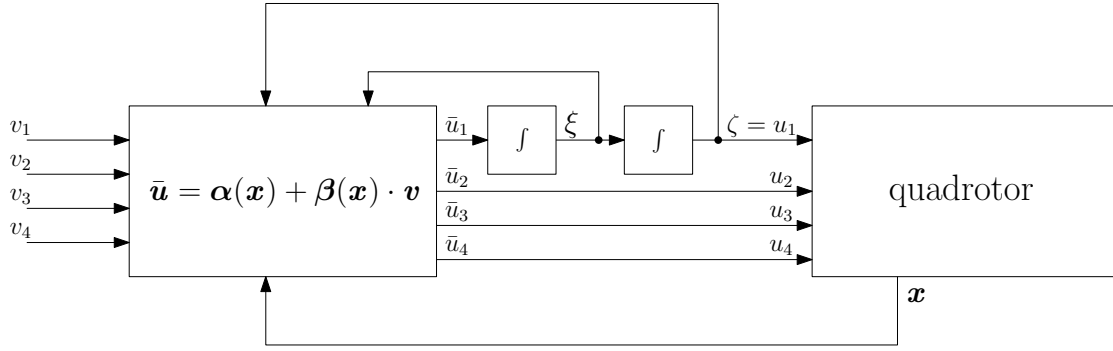 v₁
v₂
v₃
v₄
ū = α(x) + β(x) · v
ū₁
∫
ξ
∫
ζ = u₁
ū₂
u₂
ū₃
u₃
ū₄
u₄
quadrotor
x